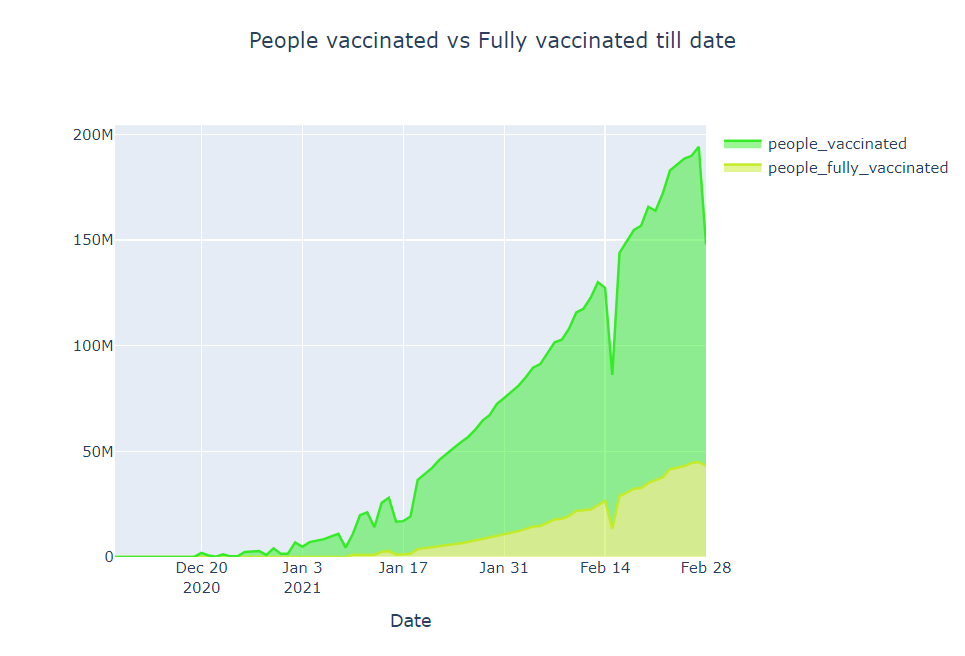 People vaccinated vs Fully vaccinated till date
200M
150M
100M
50M
0
people_vaccinated
people_fully_vaccinated
Dec 20
2020
Jan 3
2021
Jan 17
Jan 31
Feb 14
Feb 28
Date